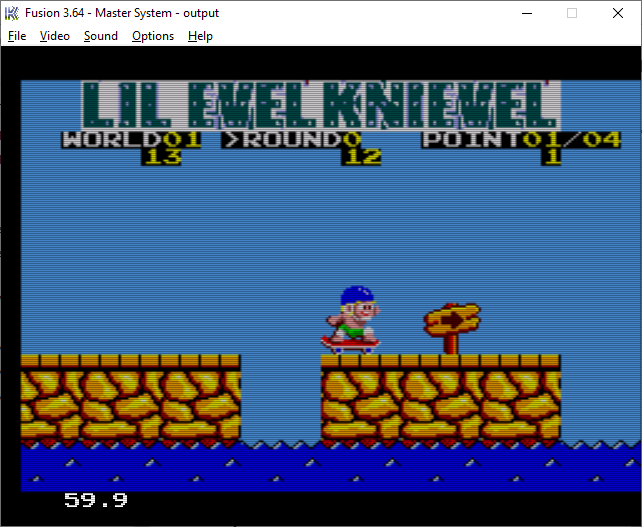 Fusion 3.64 - Master System - output
File Video Sound Options Help
LIL EVEL KNIEVEL
WORLD01 >ROUND0 POINT01/04
13 12 1
59.9